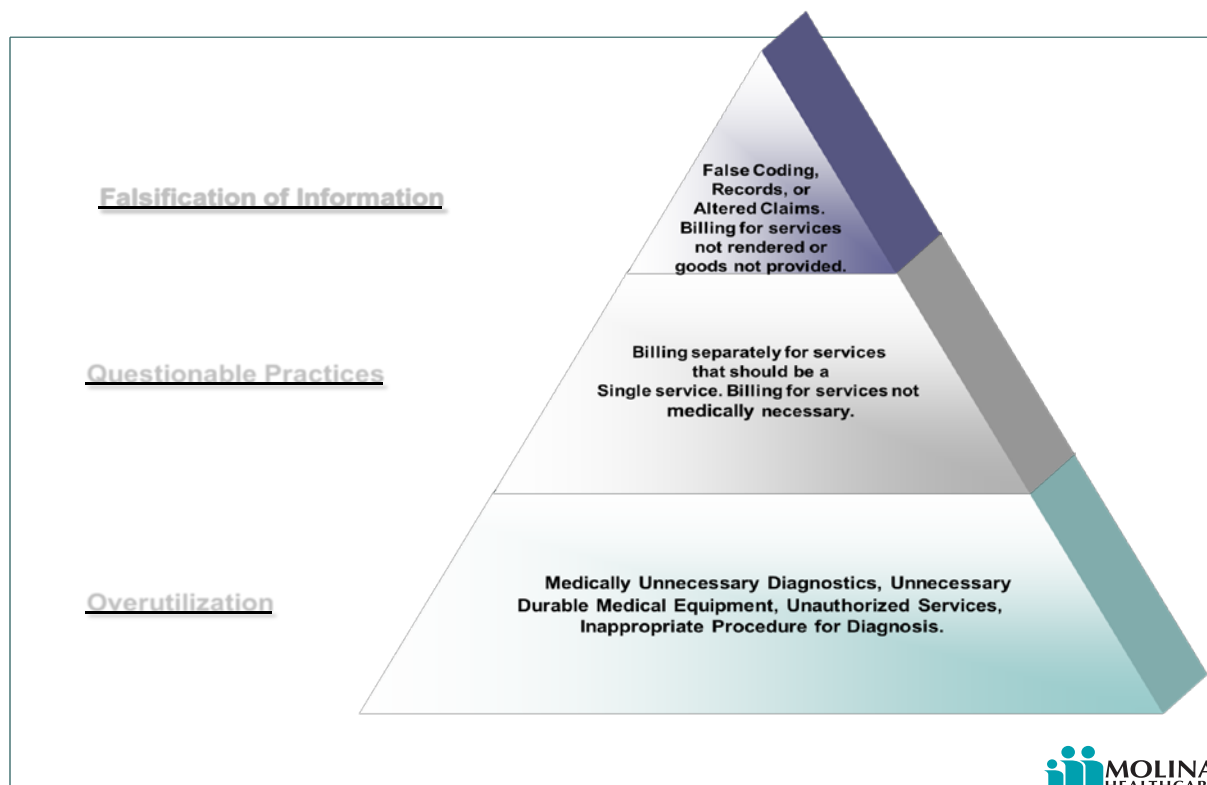 Falsification of Information
False Coding,
Records, or
Altered Claims.
Billing for services
not rendered or
goods not provided.
Questionable Practices
Billing separately for services
that should be a
Single service. Billing for services not
medically necessary.
Overutilization
Medically Unnecessary Diagnostics, Unnecessary
Durable Medical Equipment, Unauthorized Services,
Inappropriate Procedure for Diagnosis.
MOLINA
HEALTHCARE